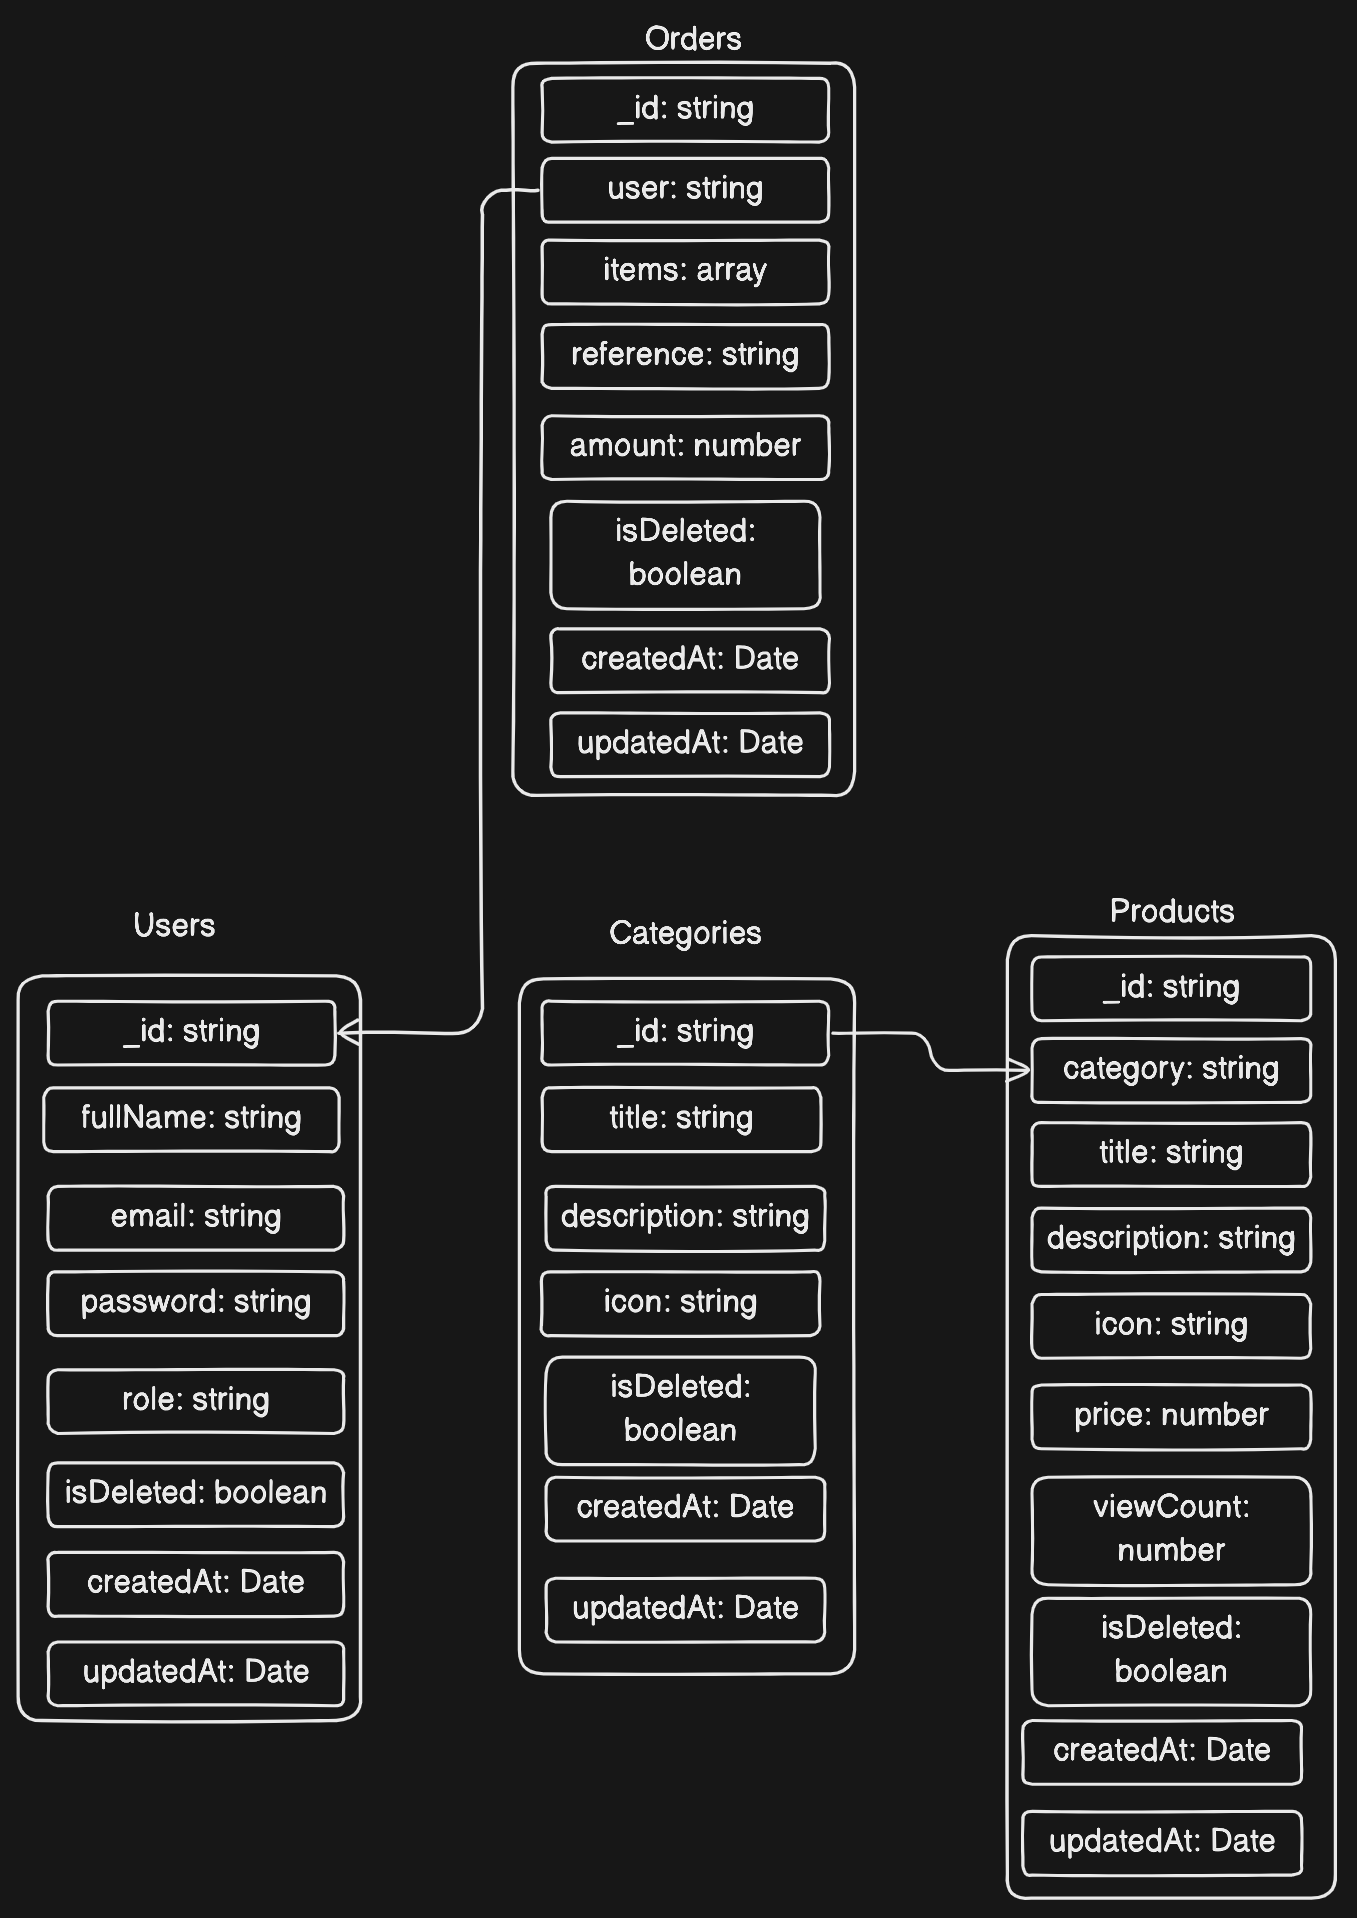 Orders
_id: string
user: string
items: array
reference: string
amount: number
isDeleted:
boolean
createdAt: Date
updatedAt: Date
Users
_id: string
fullName: string
email: string
password: string
role: string
isDeleted: boolean
createdAt: Date
updatedAt: Date
Categories
_id: string
title: string
description: string
icon: string
isDeleted:
boolean
createdAt: Date
updatedAt: Date
Products
_id: string
category: string
title: string
description: string
icon: string
price: number
viewCount:
number
isDeleted:
boolean
createdAt: Date
updatedAt: Date